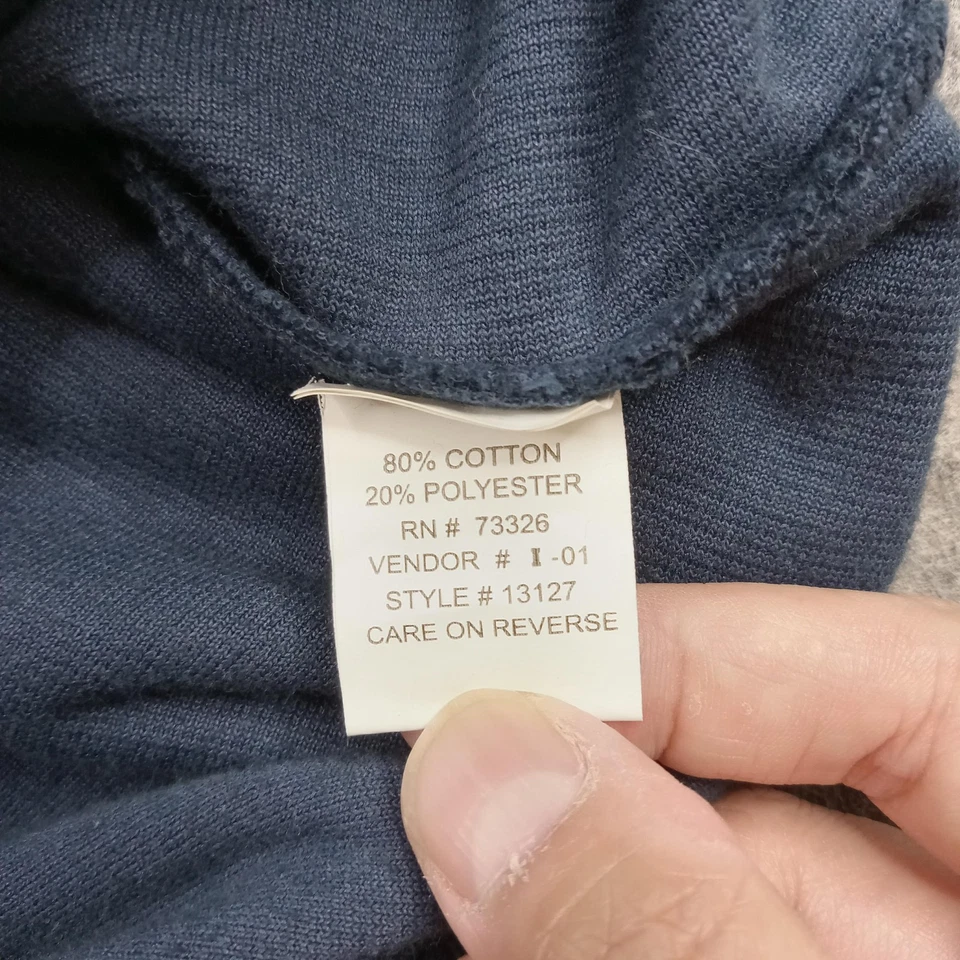 80% COTTON
20% POLYESTER
RN # 73326
VENDOR # I -01
STYLE # 13127
CARE ON REVERSE